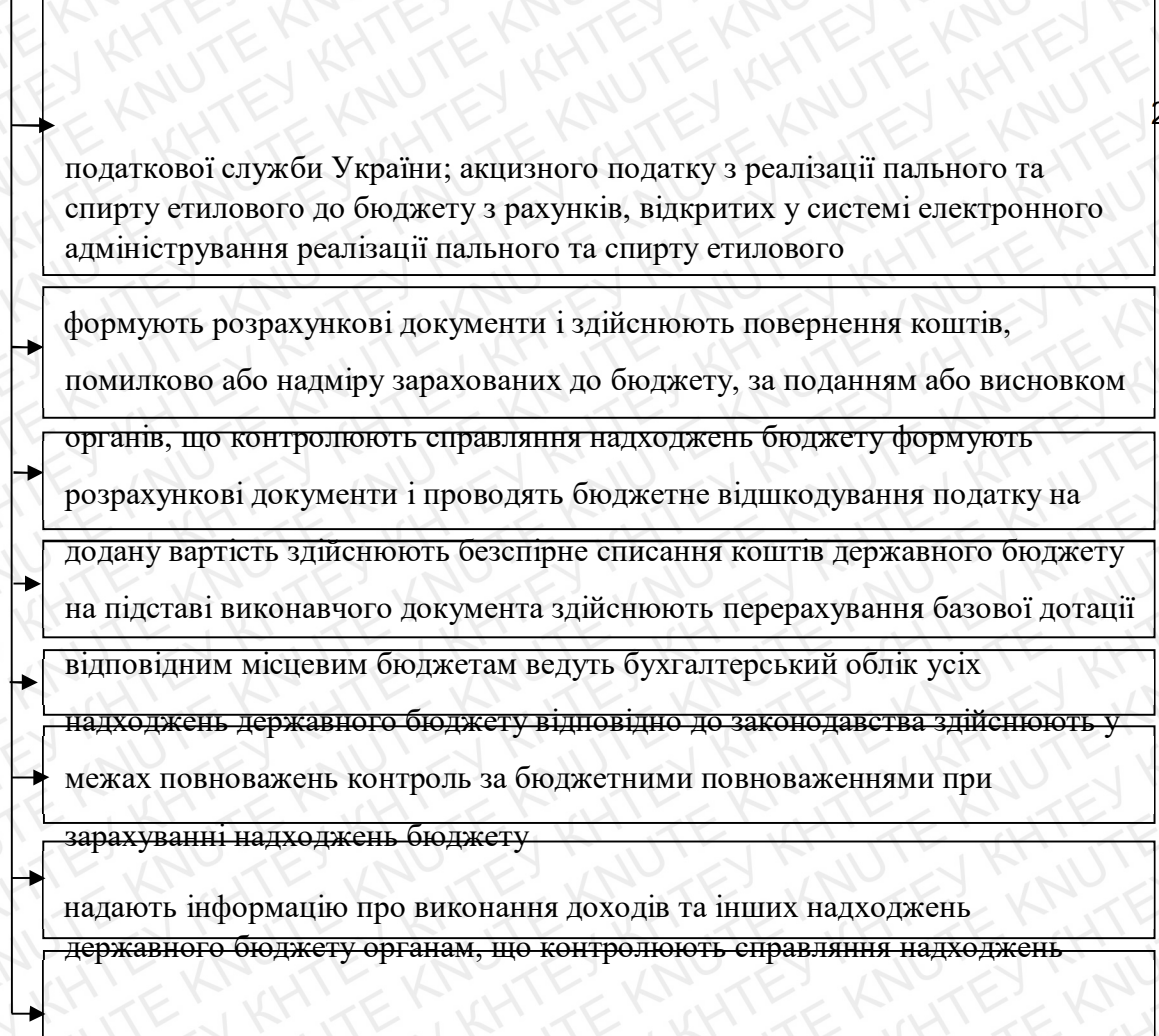 2
податкової служби України; акцизного податку з реалізації пального та
спирту етилового до бюджету з рахунків, відкритих у системі електронного
адміністрування реалізації пального та спирту етилового
формують розрахункові документи і здійснюють повернення коштів,
помилково або надміру зарахованих до бюджету, за поданням або висновком
органів, що контролюють справляння надходжень бюджету формують
розрахункові документи і проводять бюджетне відшкодування податку на
додану вартість здійснюють безспірне списання коштів державного бюджету
на підставі виконавчого документа здійснюють перерахування базової дотації
відповідним місцевим бюджетам ведуть бухгалтерський облік усіх
надходжень державного бюджету відповідно до законодавства здійснюють у
межах повноважень контроль за бюджетними повноваженнями при
зарахуванні надходжень бюджету
надають інформацію про виконання доходів та інших надходжень
державного бюджету органам, що контролюють справляння надходжень